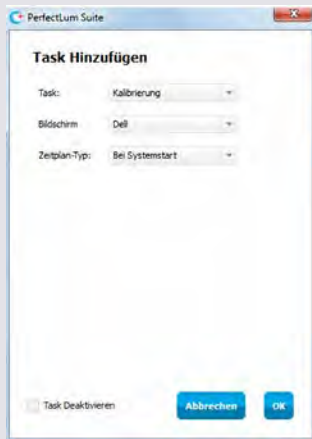 PerfectLum Suite
Task Hinzufügen
Task: Kalibrierung
Bildschirm Dell
Zeitplan-Typ: Bei Systemstart
Task Deaktivieren Abbrechen OK